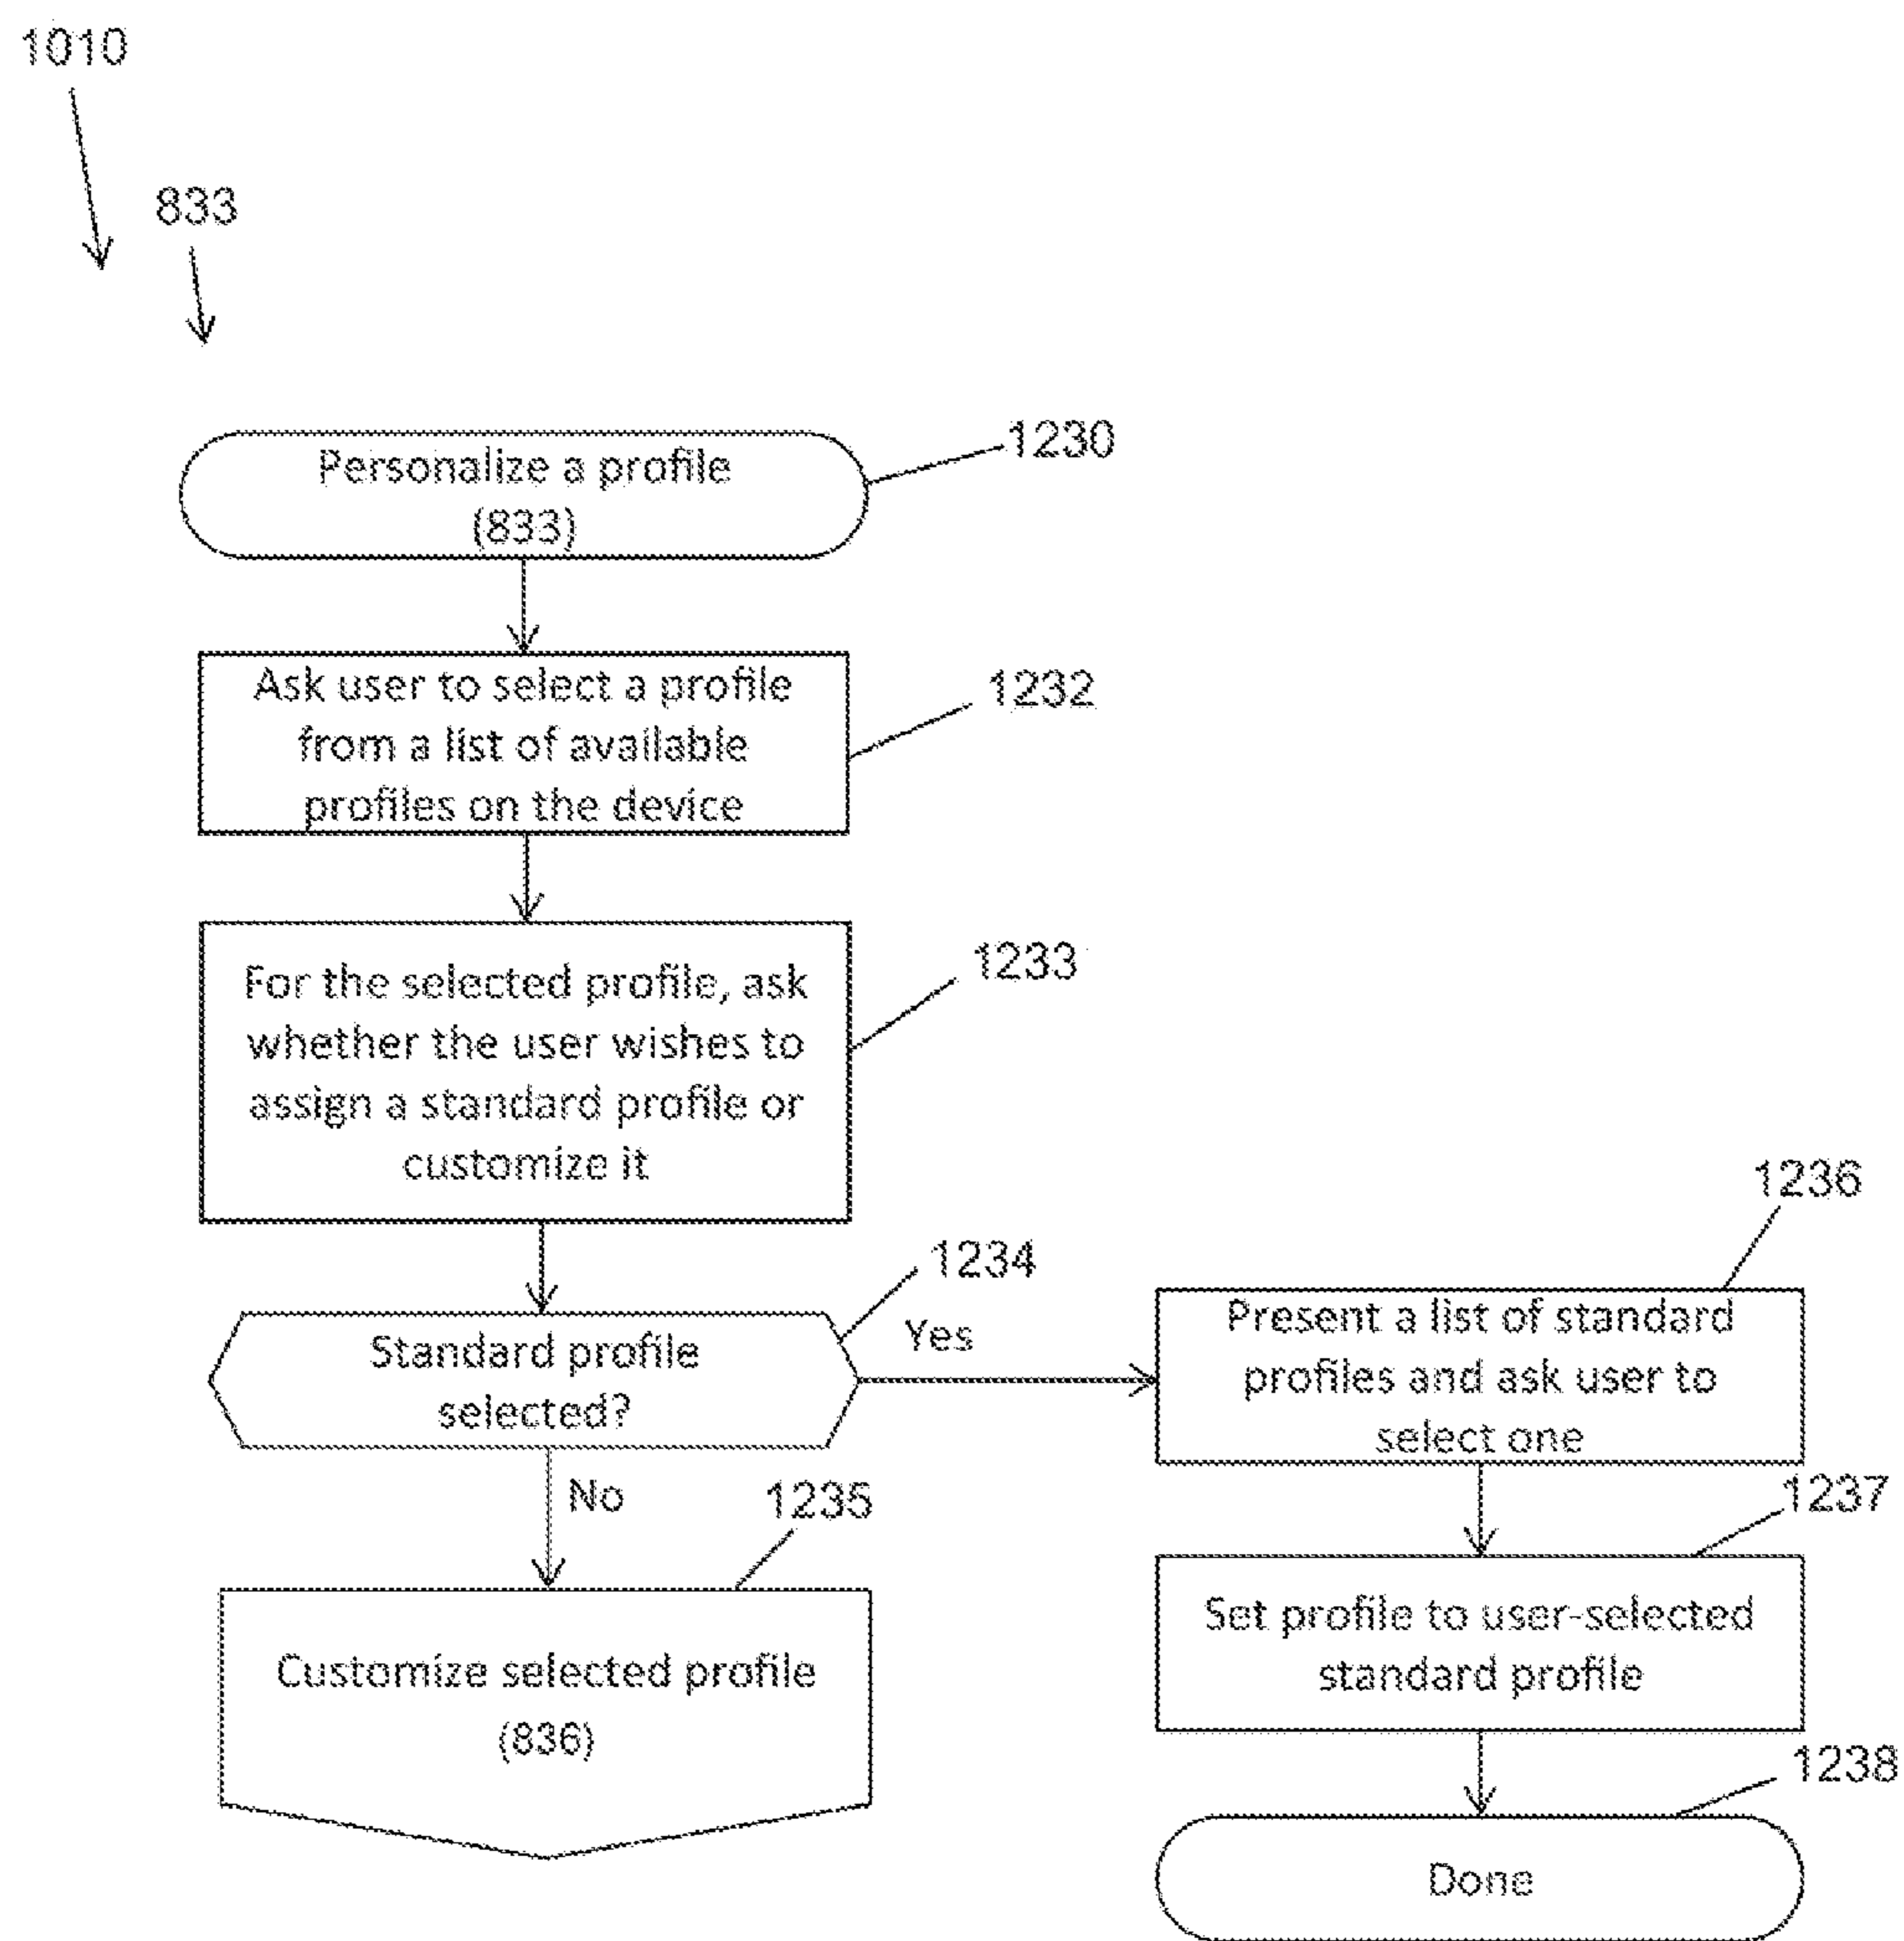 1010
833
Personalize a profile
(833)
1230
Ask user to select a profile
from a list of available
profiles on the device
1232
For the selected profile, ask
whether the user wishes to
assign a standard profile or
customize it
1233
Standard profile
selected?
1234
Yes
No
Present a list of standard
profiles and ask user to
select one
1236
Customize selected profile
(836)
1235
Set profile to user-selected
standard profile
1237
Done
1238